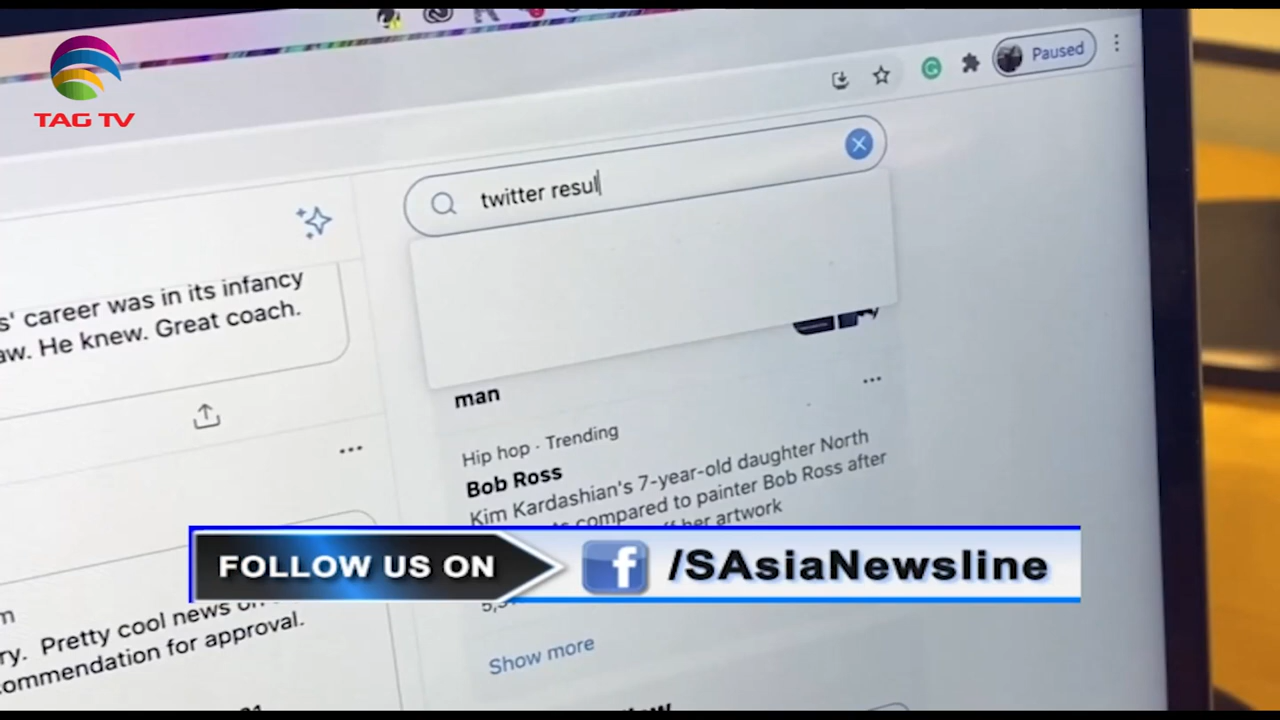 TAG TV
Paused
twitter resul
s' career was in its infancy
aw. He knew. Great coach.
man
Hip hop · Trending
Bob Ross
Kim Kardashian's 7-year-old daughter North
compared to painter Bob Ross after
her artwork
FOLLOW US ON
/SAsiaNewsline
Pretty cool news on
ommendation for approval.
Show more